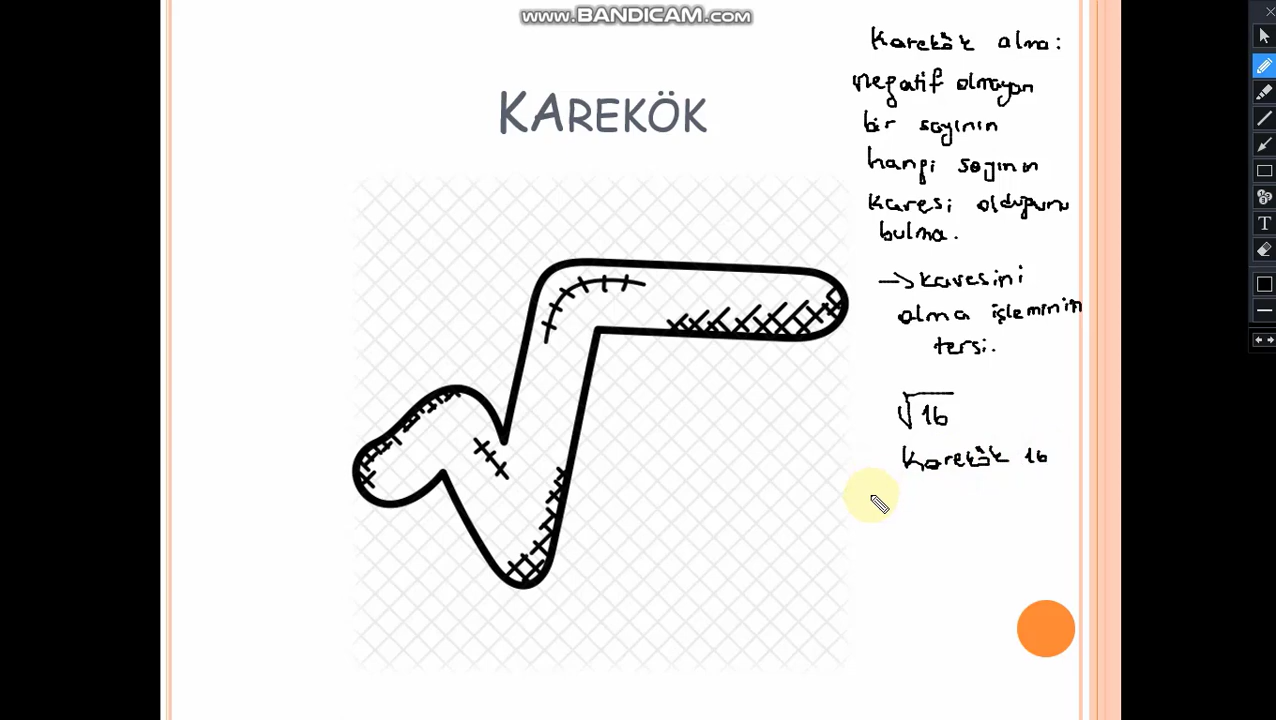 www.BANDICAM.com
KAREKÖK
Karekök alma:
negatif olmayan
bir sayının
hangi sayının
karesi olduğunu
bulma.
→ karesini
alma işleminin
tersi.
√16
Karekök 16
T